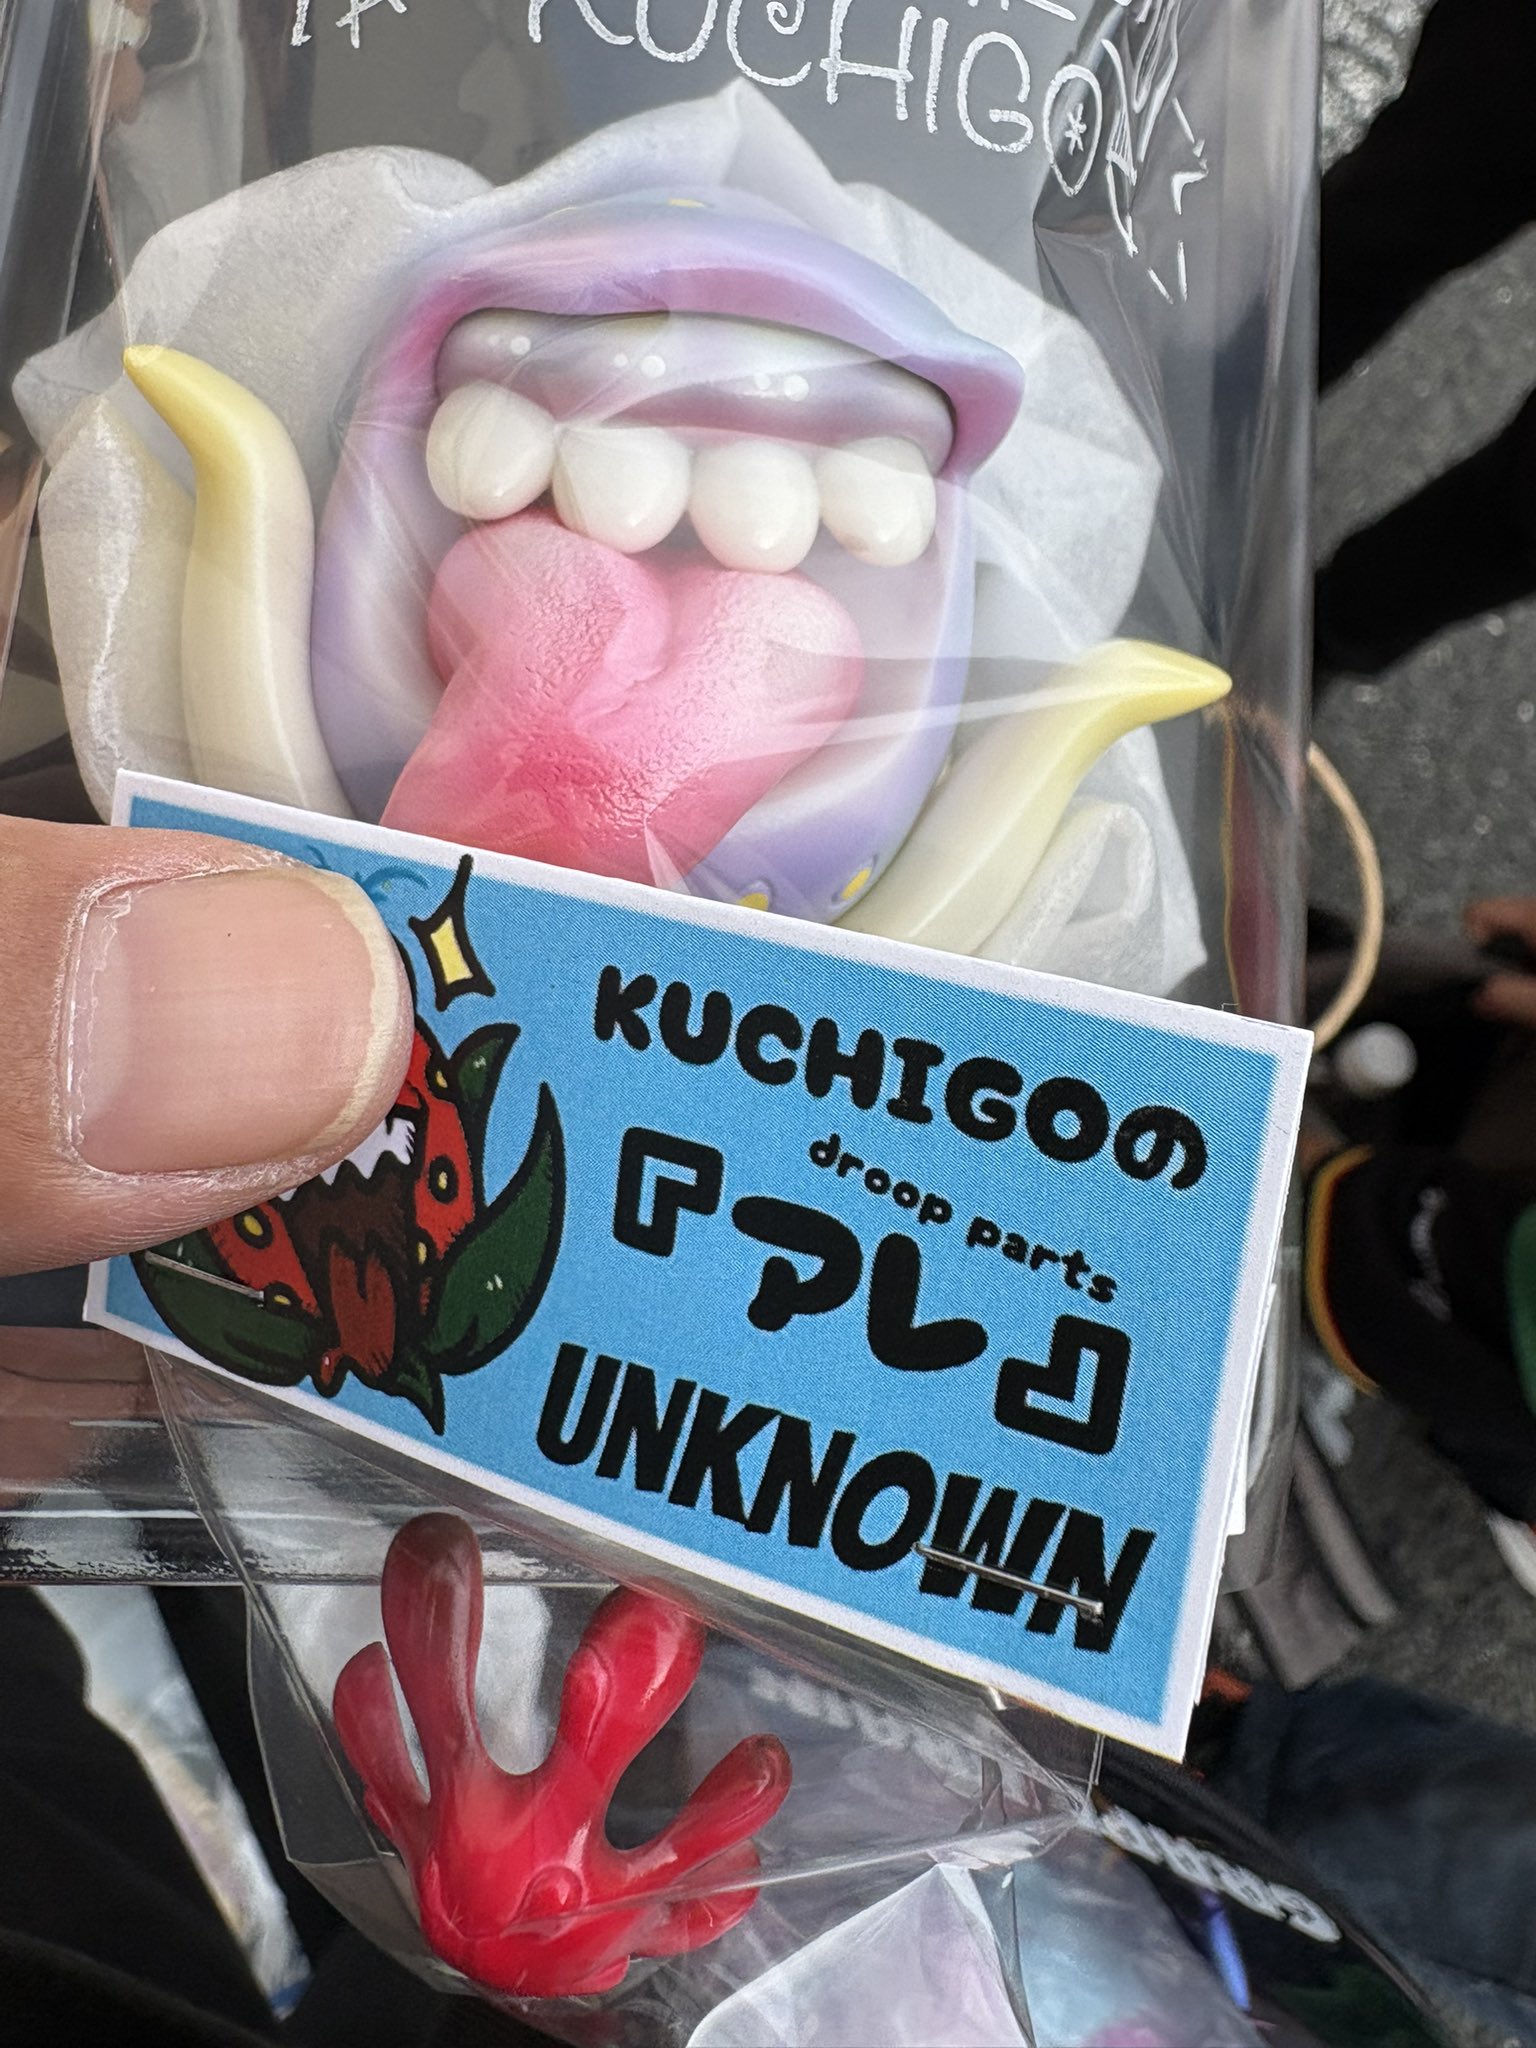 KUCHIGO
KUCHIGOの
droop parts
『アレ』
UNKNOWN